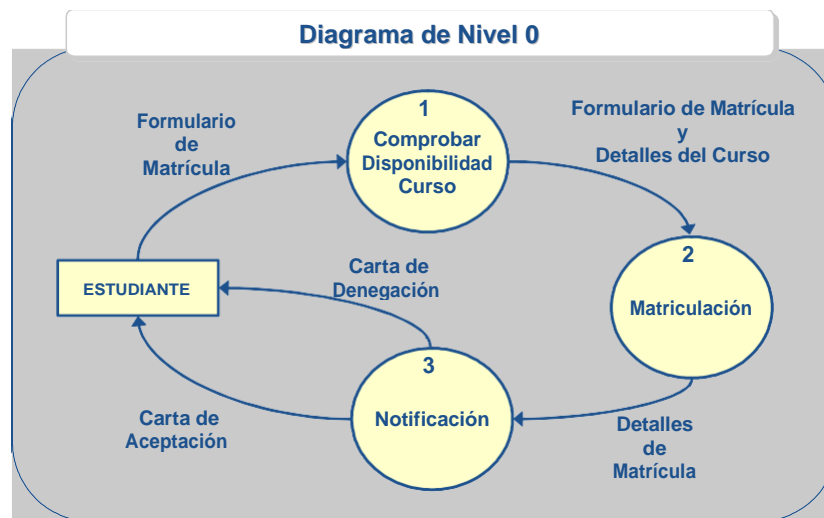 Diagrama de Nivel 0
Formulario
de
Matrícula
1
Comprobar
Disponibilidad
Curso
Formulario de Matrícula
y
Detalles del Curso
2
Matriculación
ESTUDIANTE
Carta de
Denegación
3
Notificación
Carta de
Aceptación
Detalles
de
Matrícula